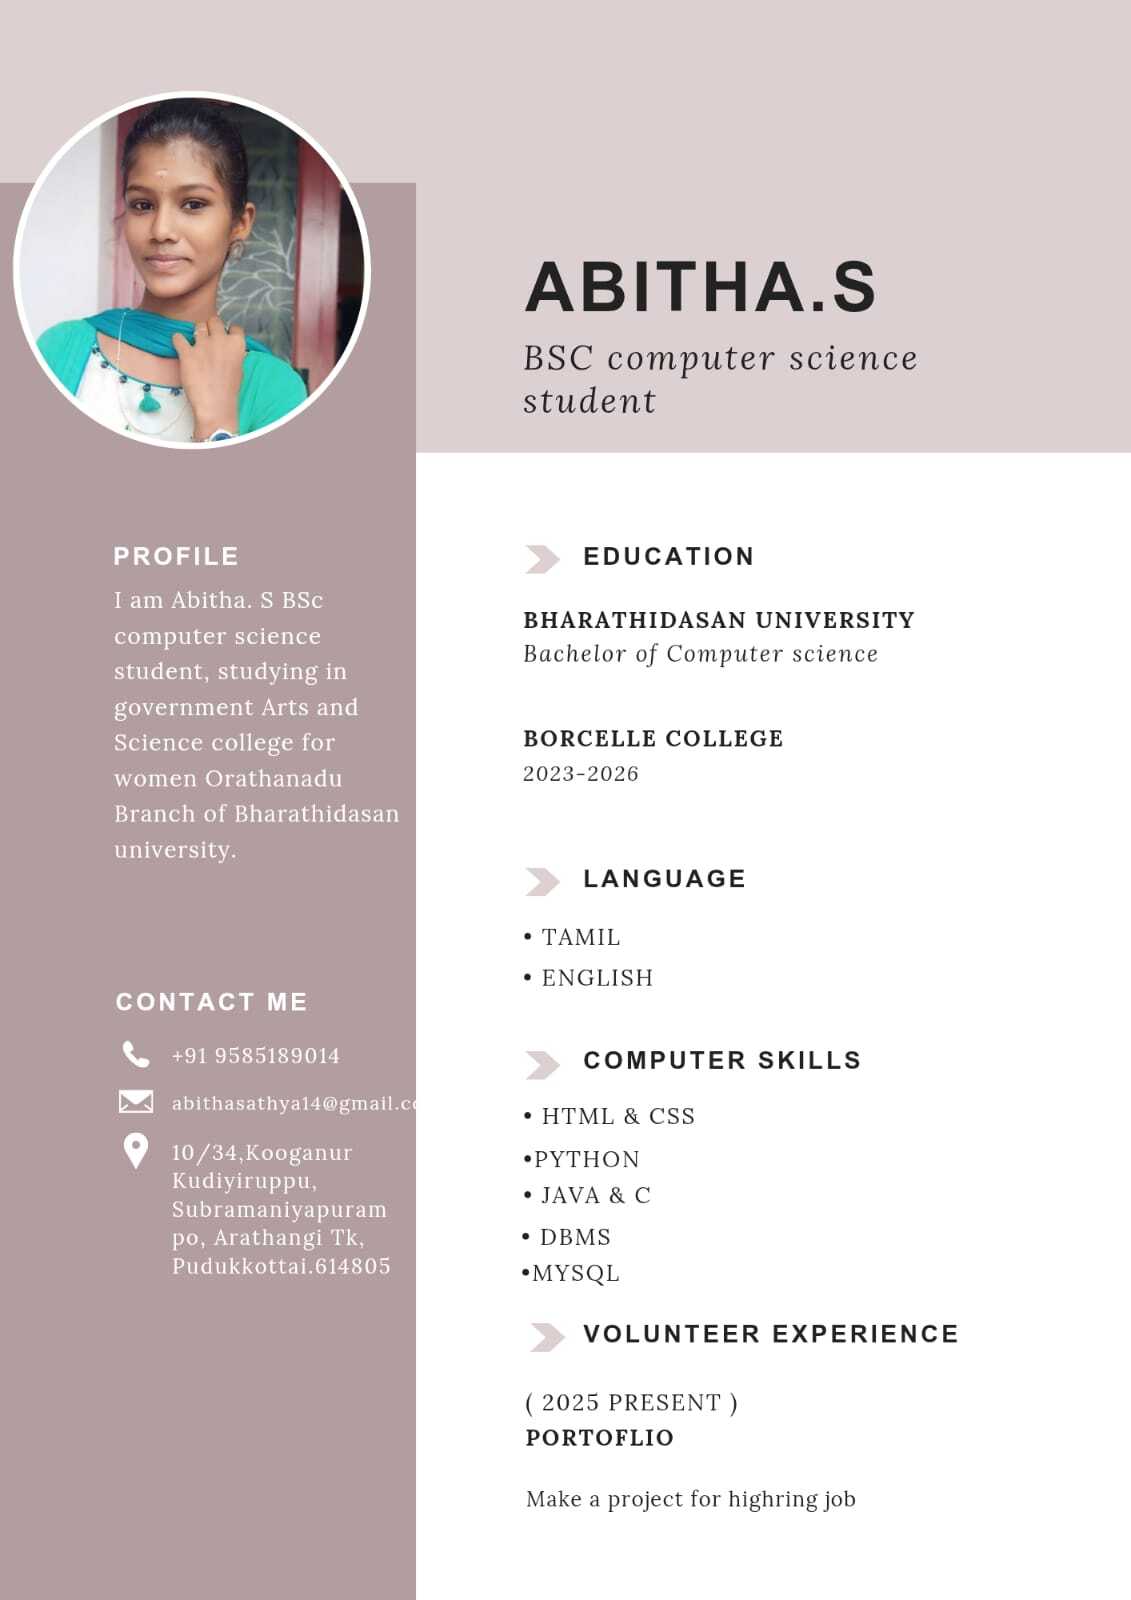 ABITHA.S
BSC computer science
student
PROFILE
I am Abitha. S BSc
computer science
student, studying in
government Arts and
Science college for
women Orathanadu
Branch of Bharathidasan
university.
CONTACT ME
+91 9585189014
abithasathya14@gmail.co
10/34,Kooganur
Kudiyiruppu,
Subramaniyapuram
po, Arathangi Tk,
Pudukkottai.614805
EDUCATION
BHARATHIDASAN UNIVERSITY
Bachelor of Computer science
BORCELLE COLLEGE
2023-2026
LANGUAGE
• TAMIL
• ENGLISH
COMPUTER SKILLS
• HTML & CSS
•PYTHON
• JAVA & C
• DBMS
•MYSQL
VOLUNTEER EXPERIENCE
( 2025 PRESENT )
PORTOFLIO
Make a project for highring job